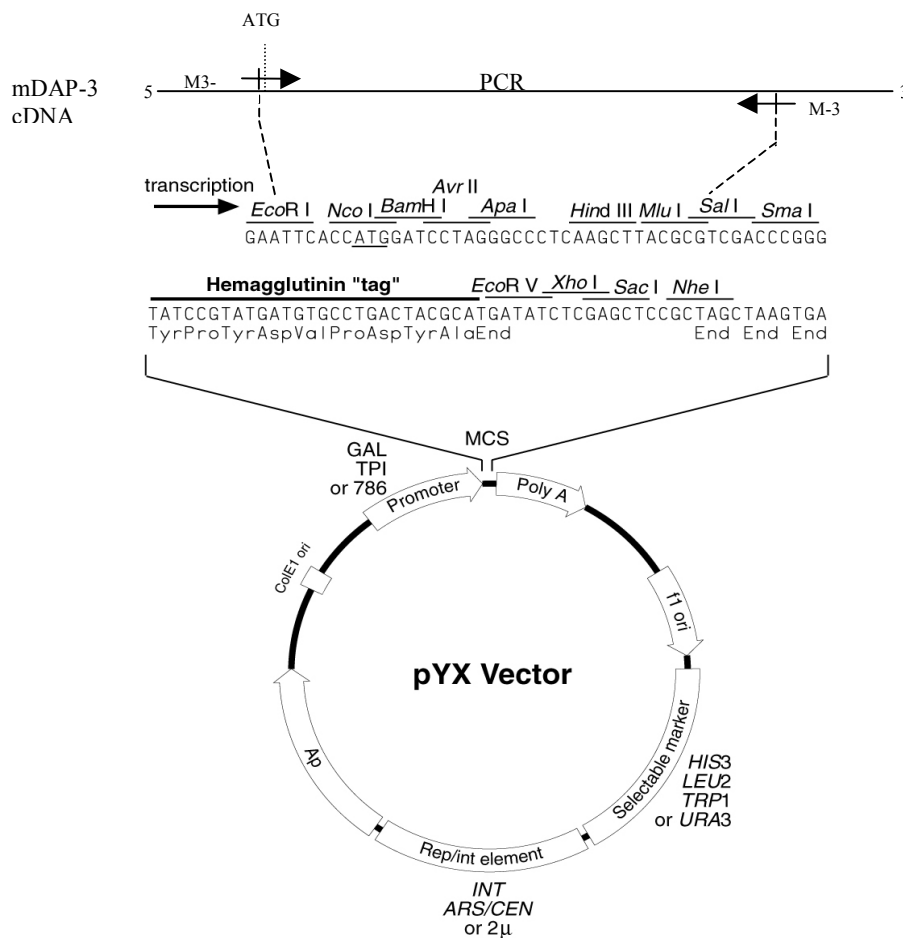 ATG
mDAP-3
cDNA
5
M3-
PCR
M-3
3
transcription
EcoR I
Nco I
BamH I
Avr II
Apa I
Hind III
Mlu I
Sal I
Sma I
GAATTCACCATGGATCCTAGGGCCCTCAAGCTTACGCGTCGACCCGGG
Hemagglutinin "tag"
EcoR V
Xho I
Sac I
Nhe I
TATCCGTATGATGTGCCTGACTACGCATGATATCTCGAGCTCCGCTAGCTAAGTGA
TyrProTyrAspValProAspTyrAlaEnd
End End End
MCS
GAL
TPI
or 786
Promoter
Poly A
ColE1 ori
f1 ori
pYX Vector
Ap
Selectable marker
HIS3
LEU2
TRP1
or URA3
Rep/int element
INT
ARS/CEN
or 2µ